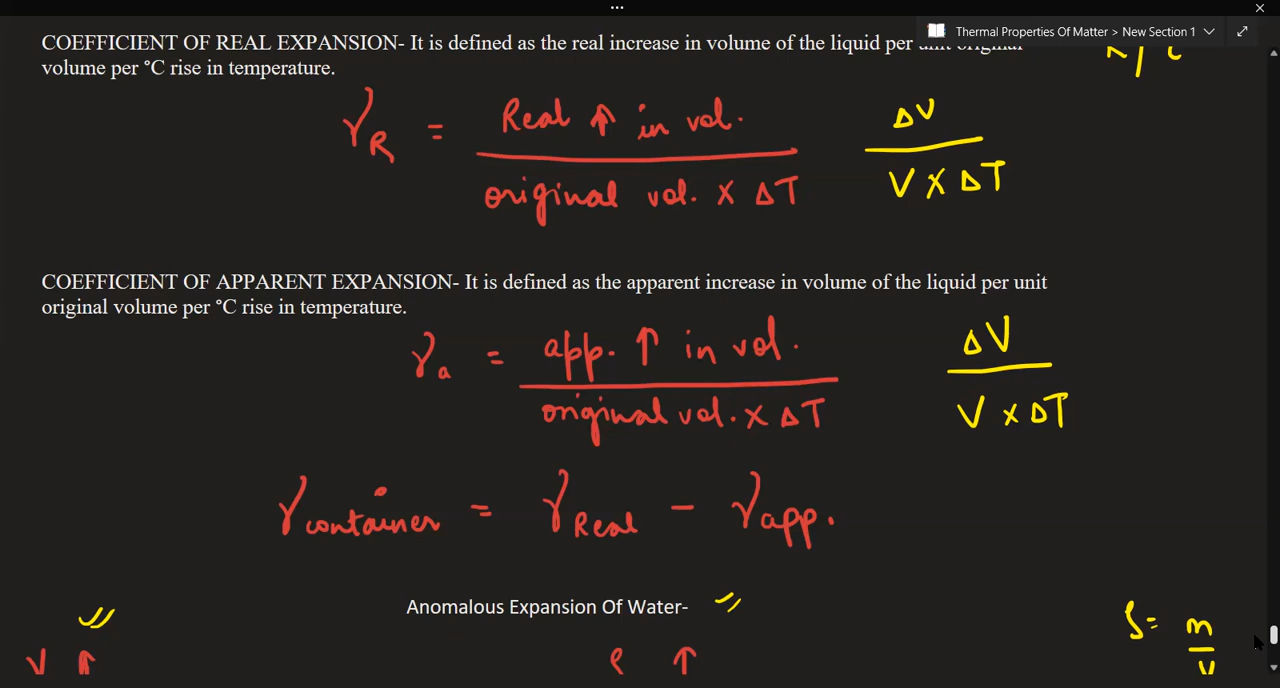 ...
Thermal Properties Of Matter > New Section 1
COEFFICIENT OF REAL EXPANSION- It is defined as the real increase in volume of the liquid per unit original
volume per °C rise in temperature.
γR = Real ↑ in vol. / original vol. × ΔT
ΔV / V × ΔT
COEFFICIENT OF APPARENT EXPANSION- It is defined as the apparent increase in volume of the liquid per unit
original volume per °C rise in temperature.
γa = app. ↑ in vol. / original vol. × ΔT
ΔV / V × ΔT
γcontainer = γReal - γapp.
Anomalous Expansion Of Water-
ρ = m / V
V ↑
ρ ↑